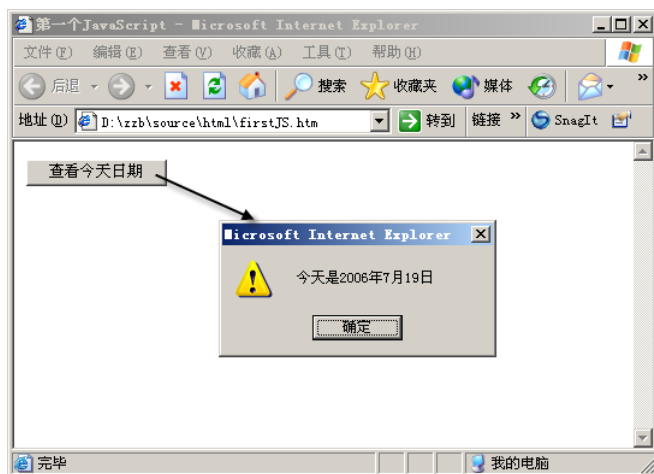 第一个JavaScript - Microsoft Internet Explorer
文件(F) 编辑(E) 查看(V) 收藏(A) 工具(T) 帮助(H)
后退 搜索 收藏夹 媒体 »
地址(D) D:\zzb\source\html\firstJS.htm 转到 链接 » SnagIt
查看今天日期
Microsoft Internet Explorer
今天是2006年7月19日
确定
完毕 我的电脑